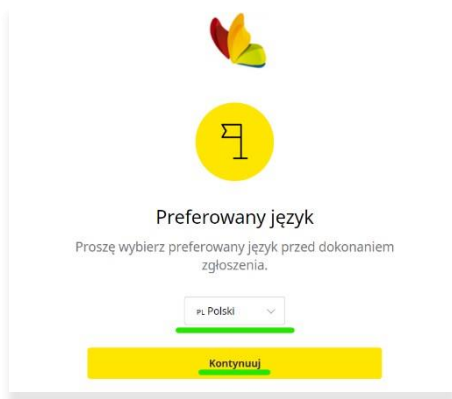 Preferowany język
Proszę wybierz preferowany język przed dokonaniem
zgłoszenia.
PL Polski
Kontynuuj